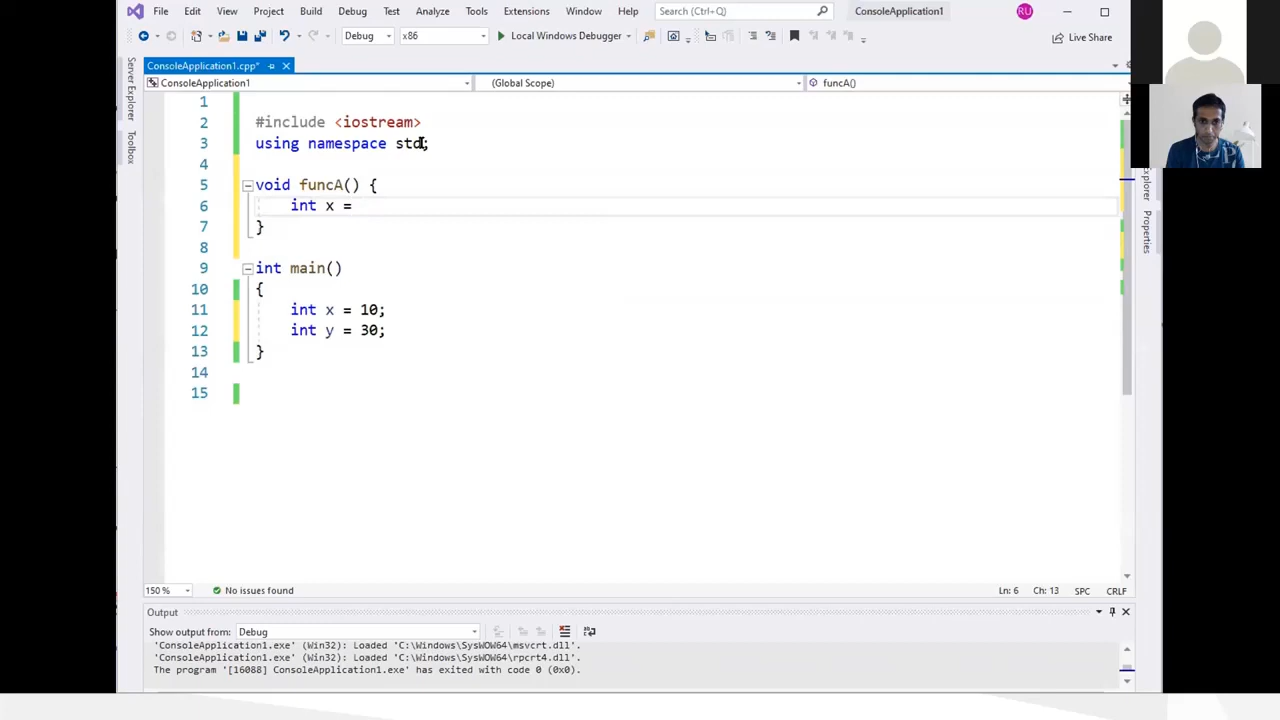 File Edit View Project Build Debug Test Analyze Tools Extensions Window Help Search (Ctrl+Q) ConsoleApplication1 RU
Debug x86 Local Windows Debugger Live Share
ConsoleApplication1.cpp*
ConsoleApplication1 (Global Scope) funcA()
Server Explorer
Toolbox
1
2 #include <iostream>
3 using namespace std;
4
5 void funcA() {
6 int x =
7 }
8
9 int main()
10 {
11 int x = 10;
12 int y = 30;
13 }
14
15
Properties
150 % No issues found Ln: 6 Ch: 13 SPC CRLF
Output
Show output from: Debug
'ConsoleApplication1.exe' (Win32): Loaded 'C:\Windows\SysWOW64\msvcrt.dll'.
'ConsoleApplication1.exe' (Win32): Loaded 'C:\Windows\SysWOW64\rpcrt4.dll'.
The program '[16088] ConsoleApplication1.exe' has exited with code 0 (0x0).